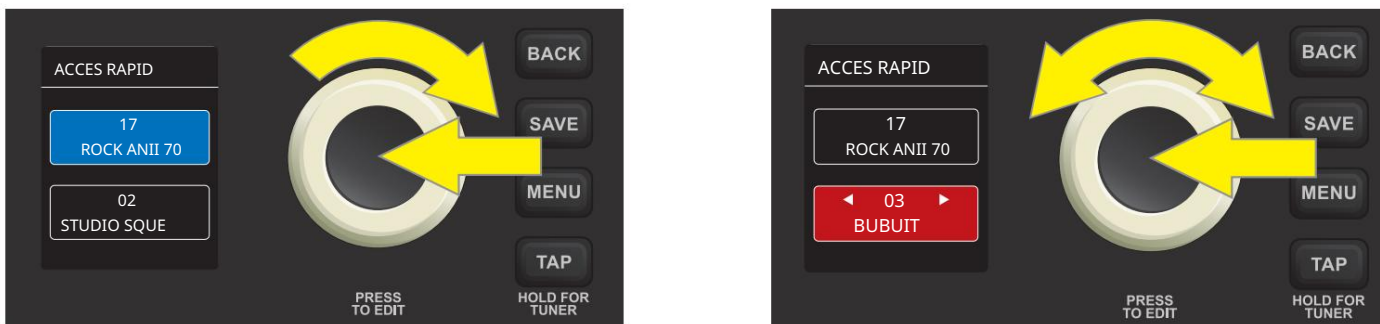 ACCES RAPID
17
ROCK ANII 70
02
STUDIO SQUE
BACK
SAVE
MENU
TAP
PRESS
TO EDIT
HOLD FOR
TUNER
ACCES RAPID
17
ROCK ANII 70
03
BUBUIT
BACK
SAVE
MENU
TAP
PRESS
TO EDIT
HOLD FOR
TUNER